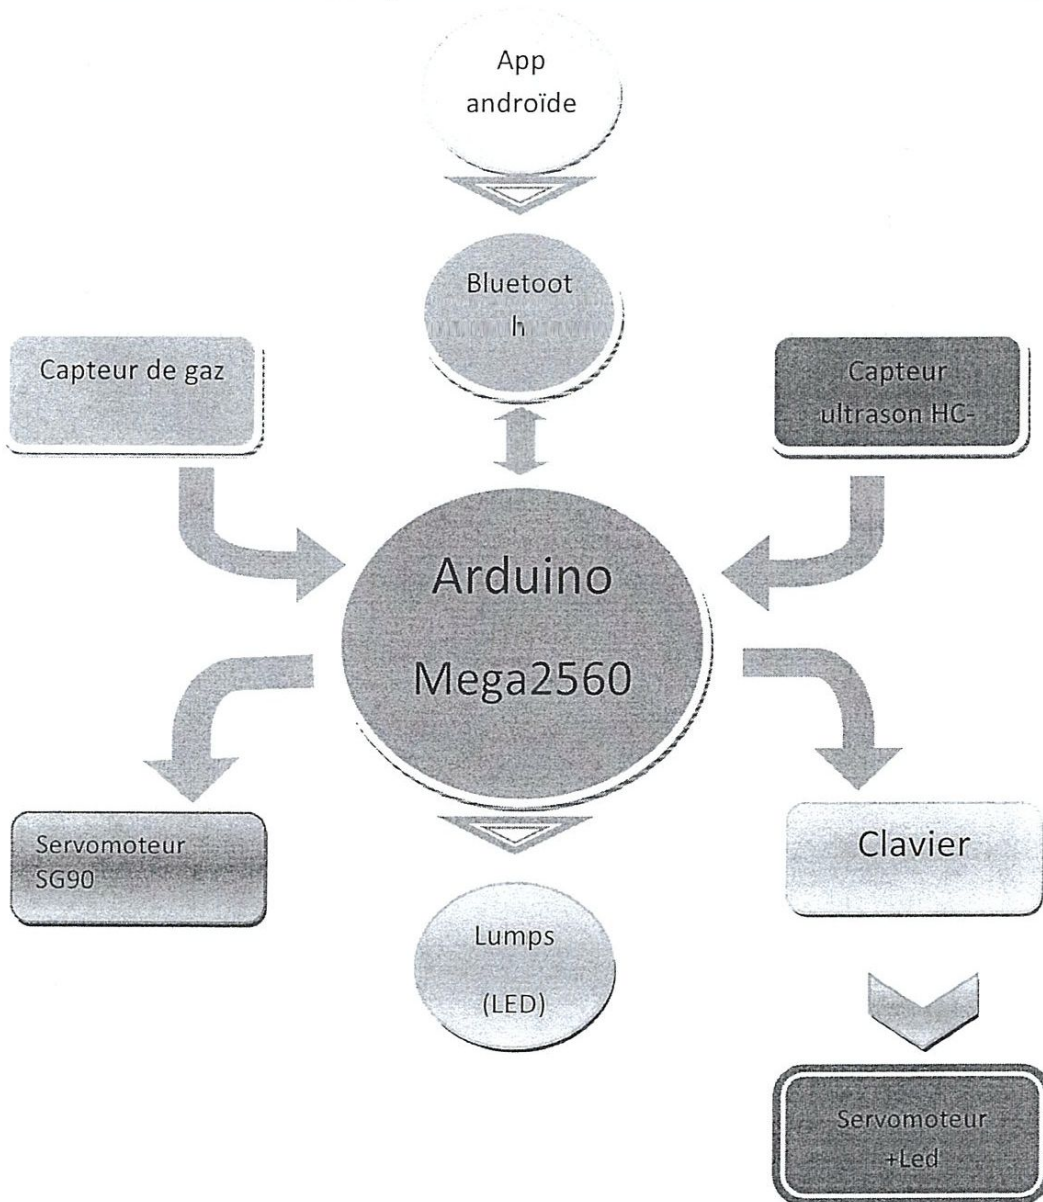 App
androïde
Bluetoot
h
Capteur de gaz
Capteur
ultrason HC-
Arduino
Mega2560
Servomoteur
SG90
Clavier
Lumps
(LED)
Servomoteur
+Led